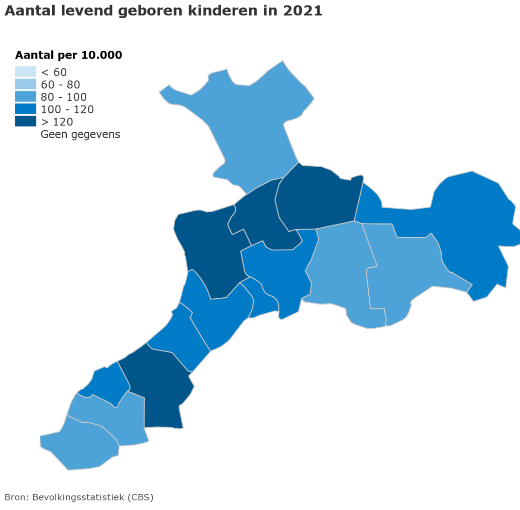 Aantal levend geboren kinderen in 2021
Aantal per 10.000
< 60
60 - 80
80 - 100
100 - 120
> 120
Geen gegevens
Bron: Bevolkingsstatistiek (CBS)